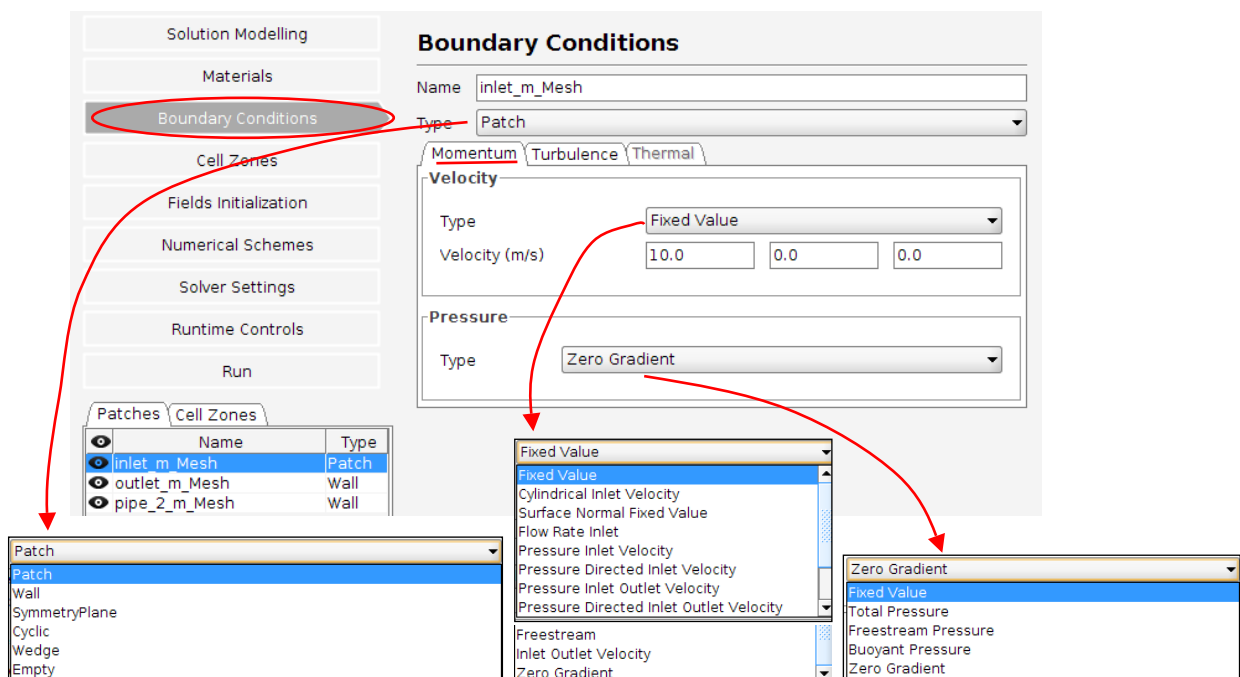 Solution Modelling
Materials
Boundary Conditions
Cell Zones
Fields Initialization
Numerical Schemes
Solver Settings
Runtime Controls
Run
Boundary Conditions
Name inlet_m_Mesh
Type Patch
Momentum Turbulence Thermal
Velocity
Type Fixed Value
Velocity (m/s) 10.0 0.0 0.0
Pressure
Type Zero Gradient
Patches Cell Zones
Name Type
inlet_m_Mesh Patch
outlet_m_Mesh Wall
pipe_2_m_Mesh Wall
Patch
Patch
Wall
SymmetryPlane
Cyclic
Wedge
Empty
Fixed Value
Fixed Value
Cylindrical Inlet Velocity
Surface Normal Fixed Value
Flow Rate Inlet
Pressure Inlet Velocity
Pressure Directed Inlet Velocity
Pressure Inlet Outlet Velocity
Pressure Directed Inlet Outlet Velocity
Freestream
Inlet Outlet Velocity
Zero Gradient
Zero Gradient
Fixed Value
Total Pressure
Freestream Pressure
Buoyant Pressure
Zero Gradient